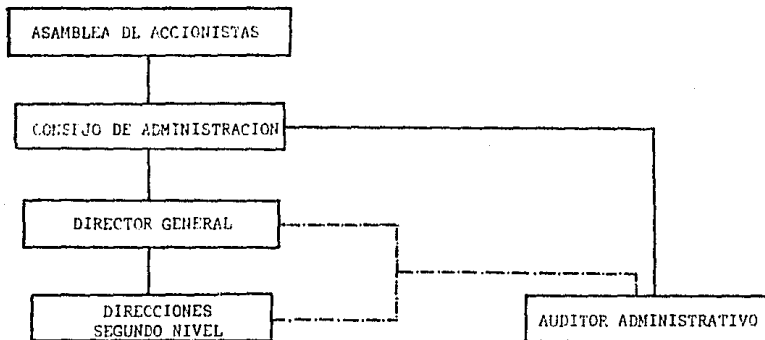 ASAMBLEA DE ACCIONISTAS
CONSEJO DE ADMINISTRACION
DIRECTOR GENERAL
DIRECCIONES
SEGUNDO NIVEL
AUDITOR ADMINISTRATIVO